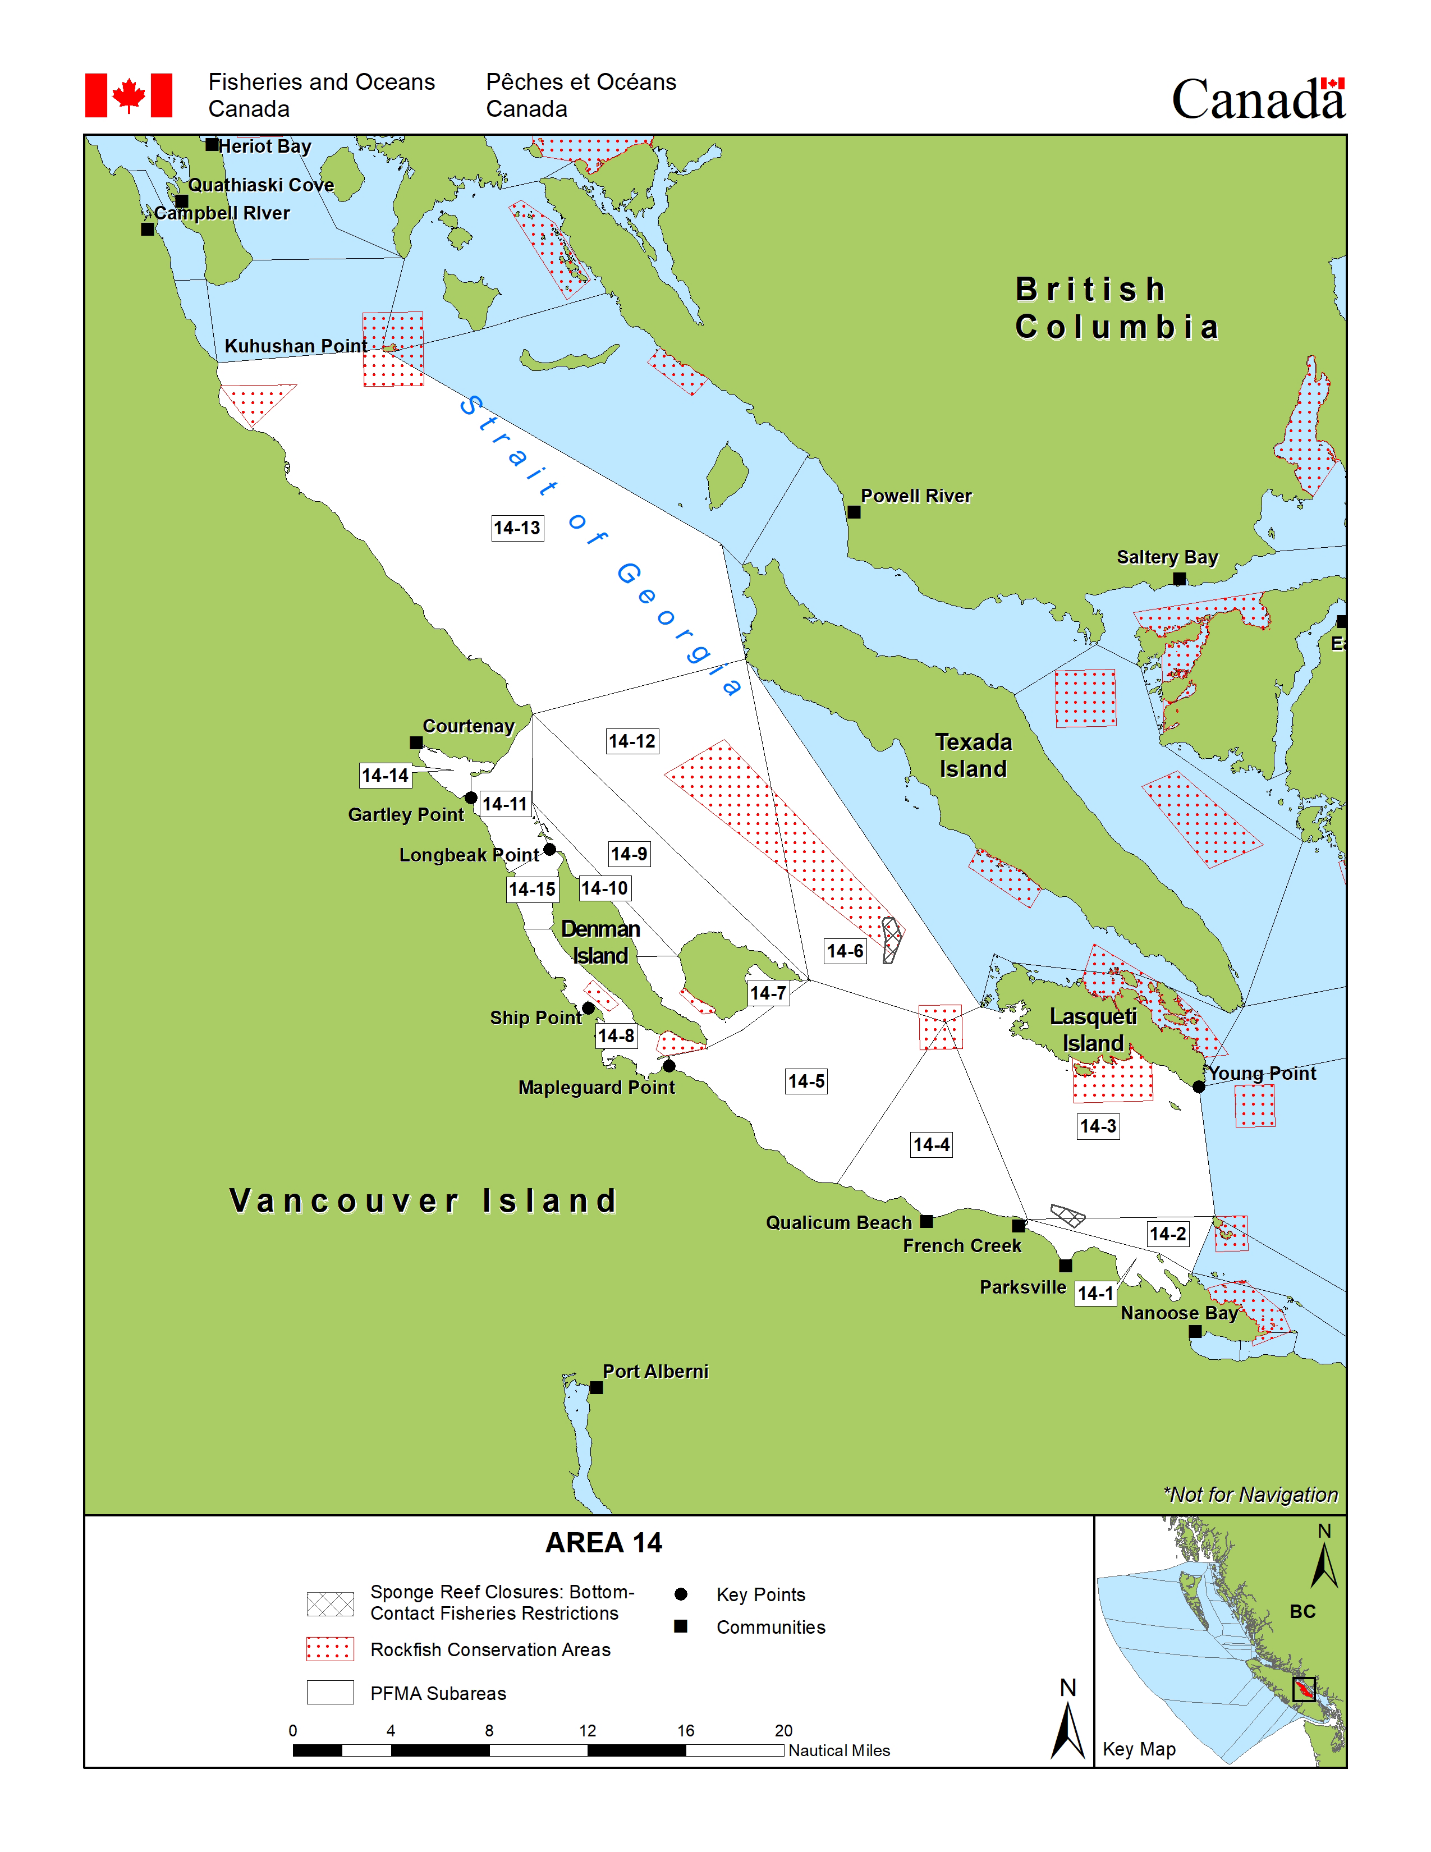 Fisheries and Oceans
Canada
Pêches et Océans
Canada
Canada
Heriot Bay
Quathiaski Cove
Campbell RIver
British
Columbia
Kuhushan Point
Strait of Georgia
Powell River
14-13
Saltery Bay
Ea
Courtenay
14-12
Texada
Island
14-14
14-11
Gartley Point
Longbeak Point
14-9
14-15
14-10
Denman
Island
14-6
14-7
Ship Point
Lasqueti
Island
14-8
Mapleguard Point
14-5
Young Point
14-3
14-4
Vancouver Island
Qualicum Beach
14-2
French Creek
Parksville
14-1
Nanoose Bay
Port Alberni
*Not for Navigation
AREA 14
Sponge Reef Closures: Bottom-
Contact Fisheries Restrictions
Rockfish Conservation Areas
PFMA Subareas
Key Points
Communities
0 4 8 12 16 20
Nautical Miles
N
N
BC
Key Map